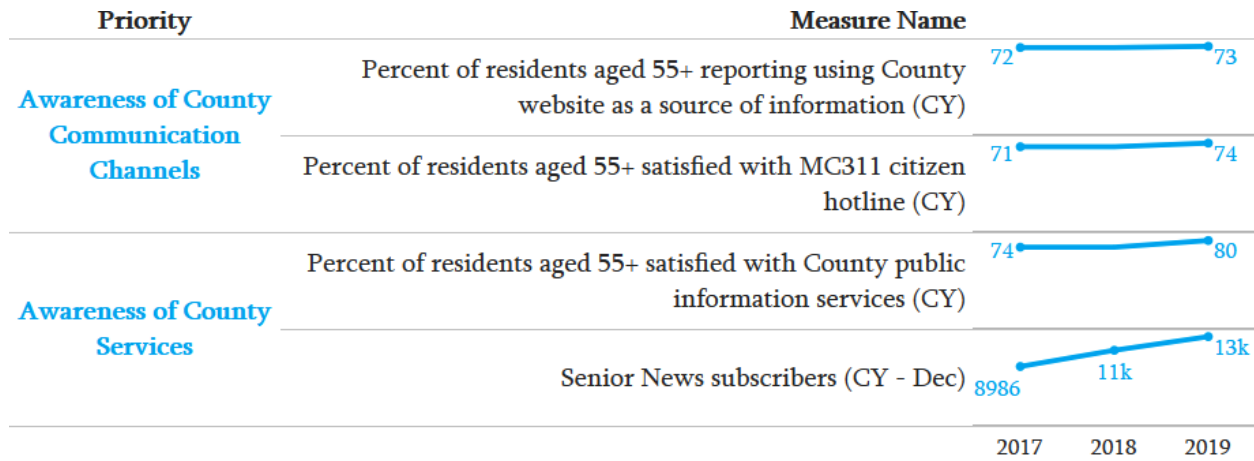 Priority
Measure Name
Awareness of County
Communication
Channels
Percent of residents aged 55+ reporting using County
website as a source of information (CY)
72
73
Percent of residents aged 55+ satisfied with MC311 citizen
hotline (CY)
71
74
Awareness of County
Services
Percent of residents aged 55+ satisfied with County public
information services (CY)
74
80
Senior News subscribers (CY - Dec)
8986
11k
13k
2017
2018
2019